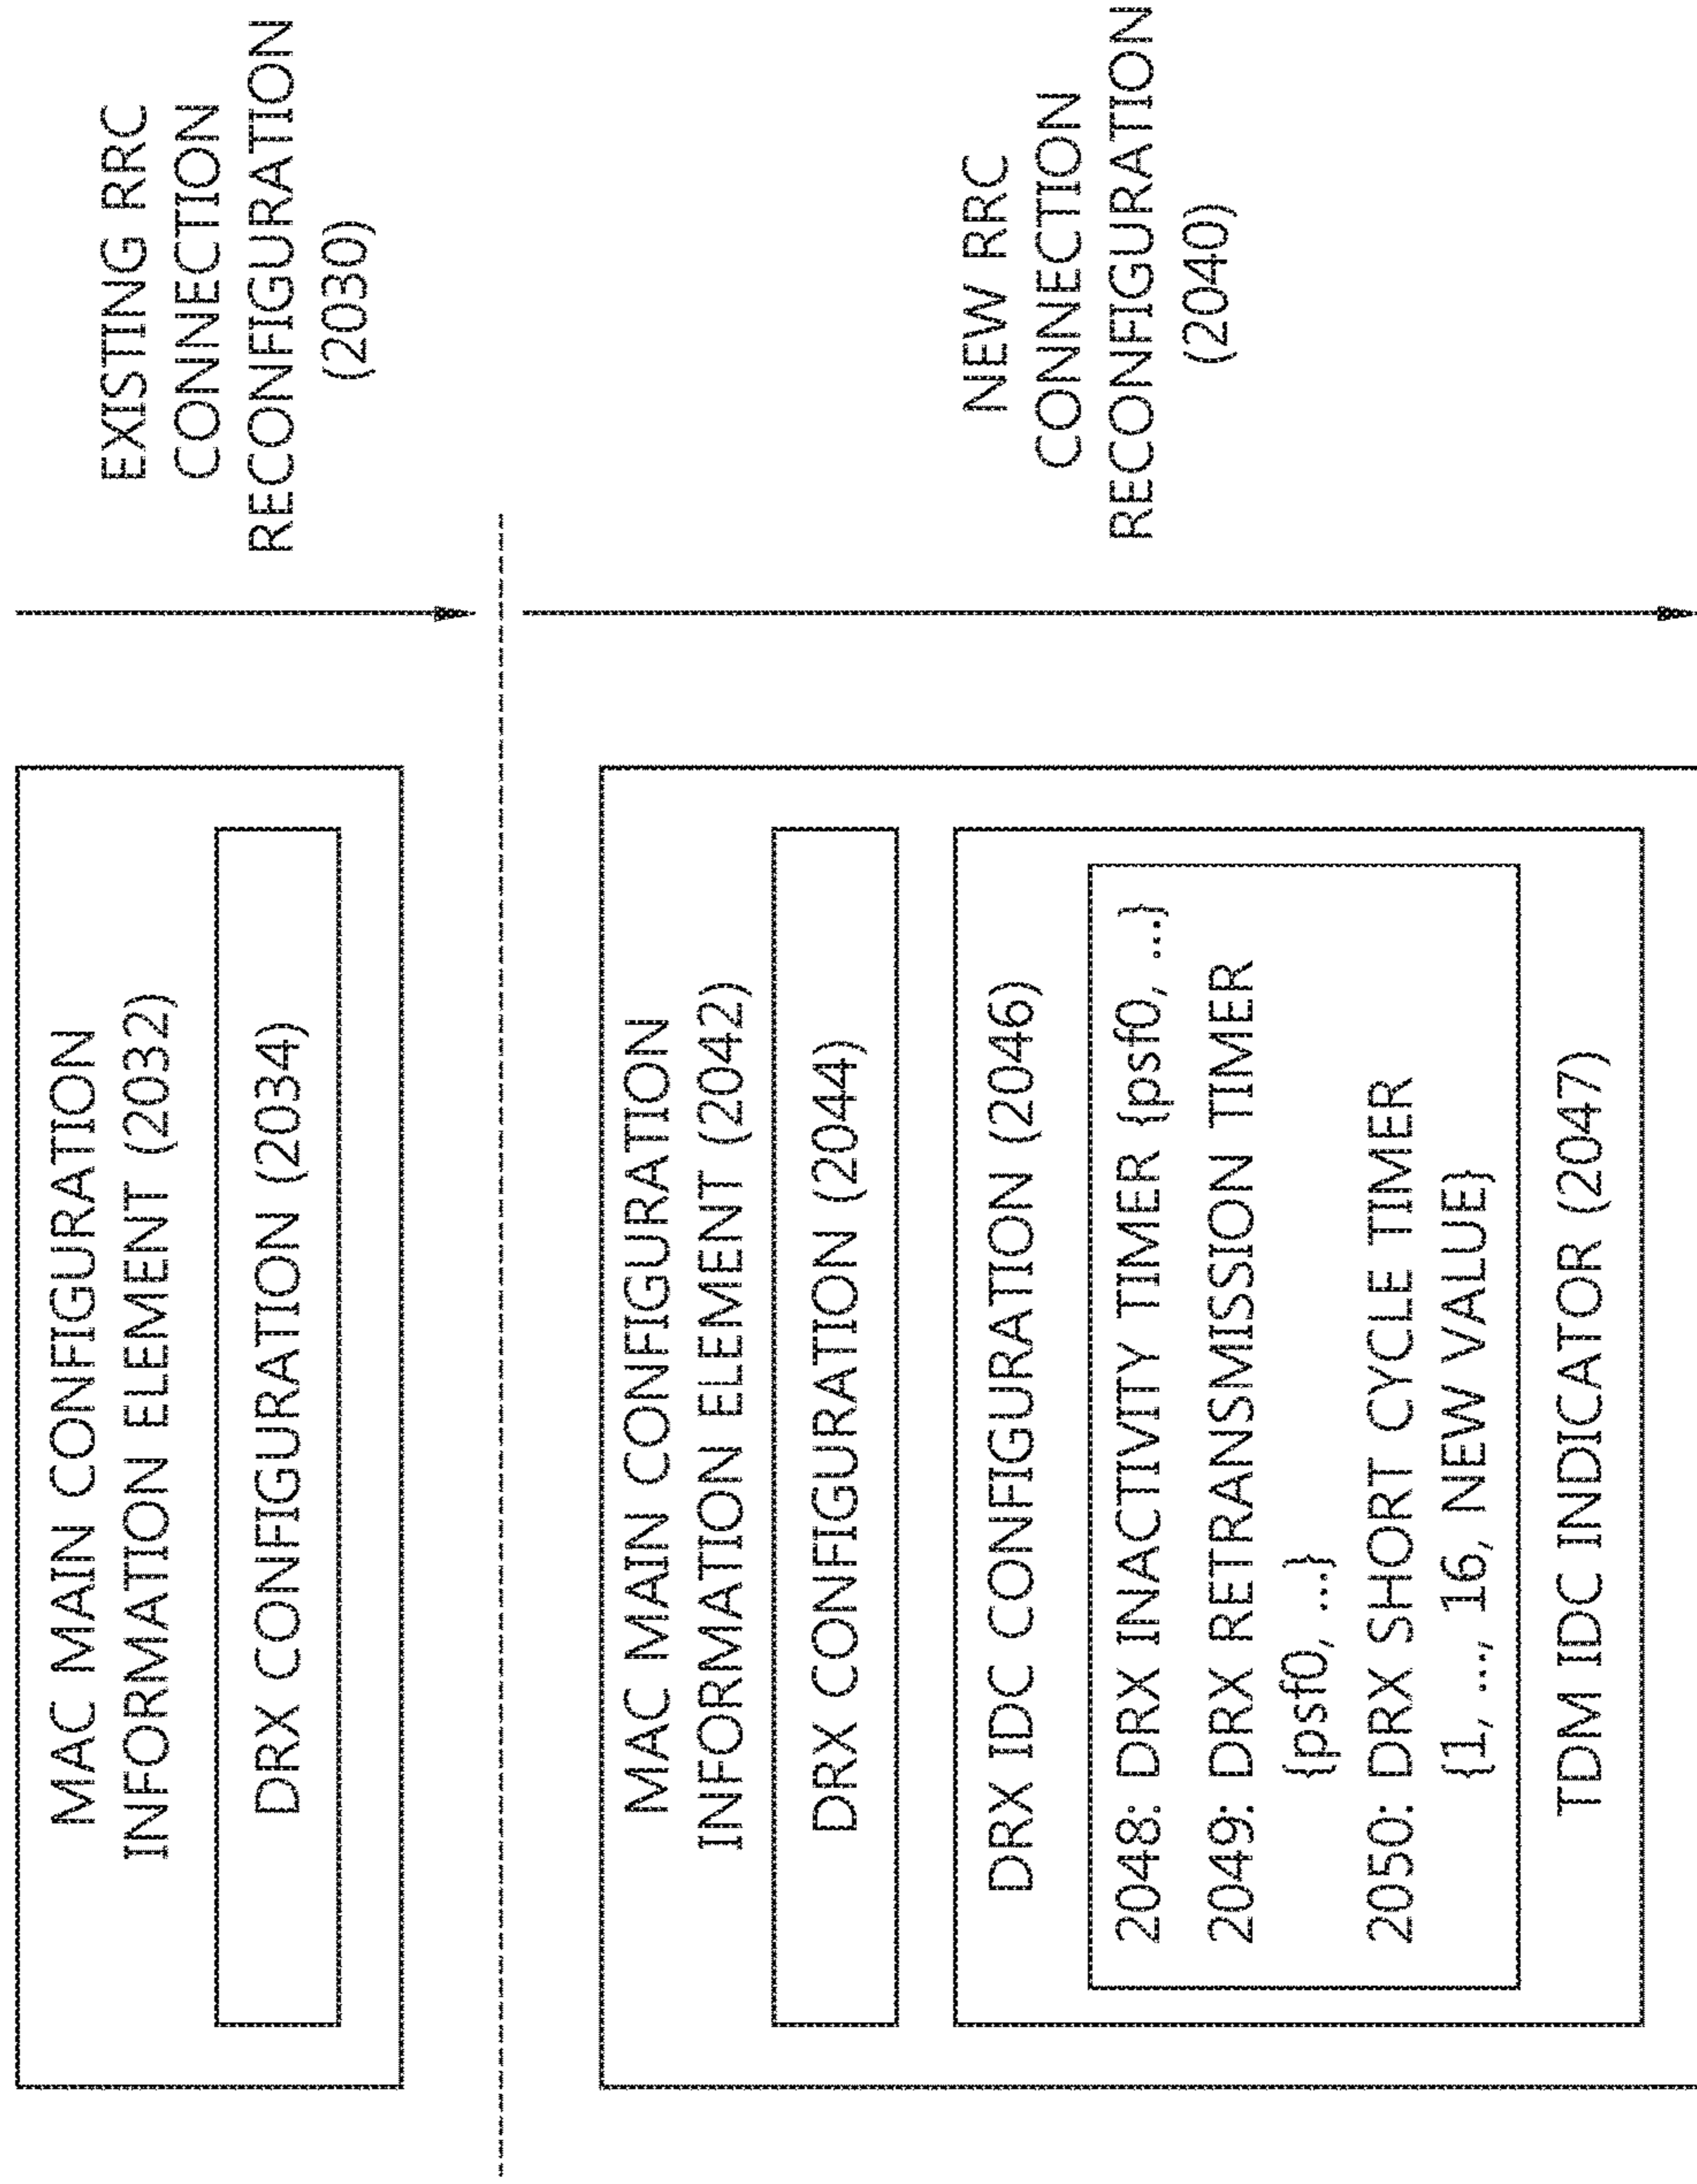 MAC MAIN CONFIGURATION
INFORMATION ELEMENT (2032)
DRX CONFIGURATION (2034)
EXISTING RRC
CONNECTION
RECONFIGURATION
(2030)
MAC MAIN CONFIGURATION
INFORMATION ELEMENT (2042)
DRX CONFIGURATION (2044)
DRX IDC CONFIGURATION (2046)
2048: DRX INACTIVITY TIMER {psf0, ...}
2049: DRX RETRANSMISSION TIMER
{psf0, ...}
2050: DRX SHORT CYCLE TIMER
{1, ..., 16, NEW VALUE}
TDM IDC INDICATOR (2047)
NEW RRC
CONNECTION
RECONFIGURATION
(2040)